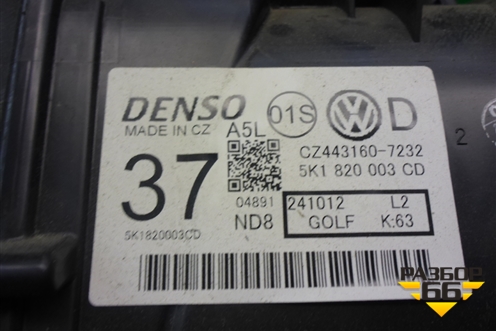 DENSO
MADE IN CZ
A5L
01S
D
37
CZ443160-7232
5K1 820 003 CD
04891
ND8
241012 L2
GOLF K:63
5K1820003CD
2
РАЗБОР
66